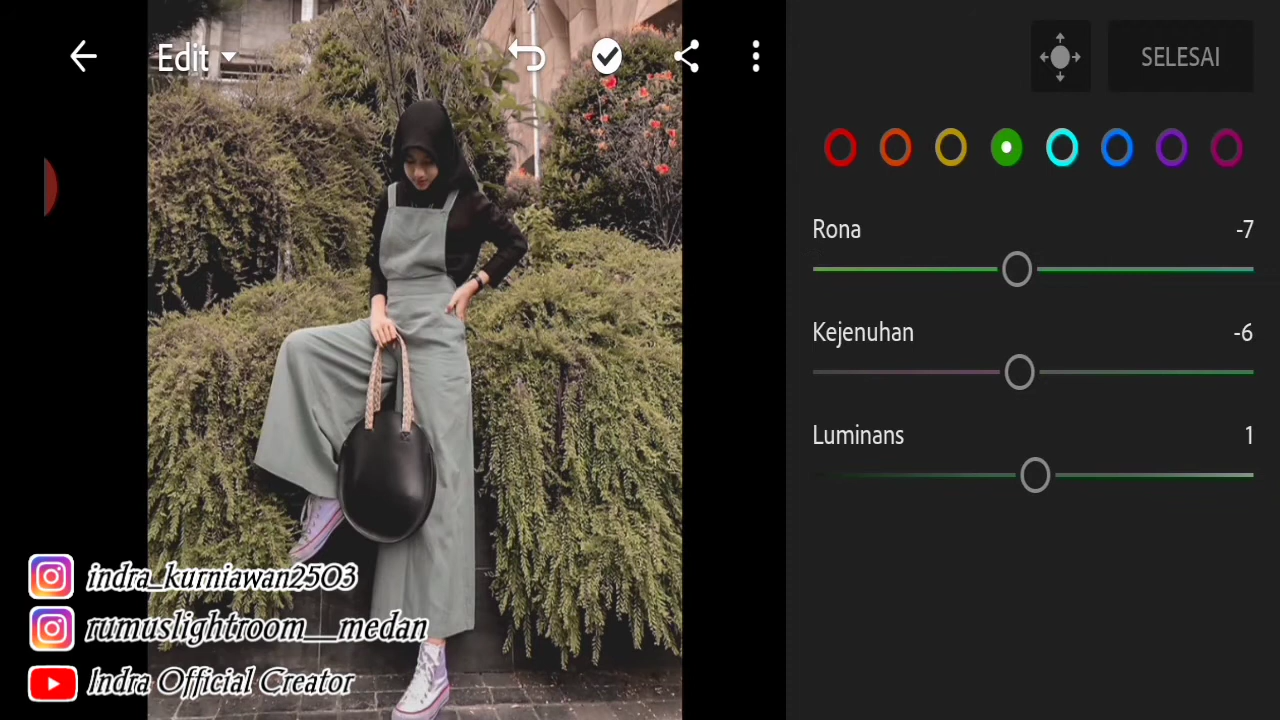 Edit
SELESAI
Rona -7
Kejenuhan -6
Luminans 1
indra_kurniawan2503
rumuslightroom__medan
Indra Official Creator